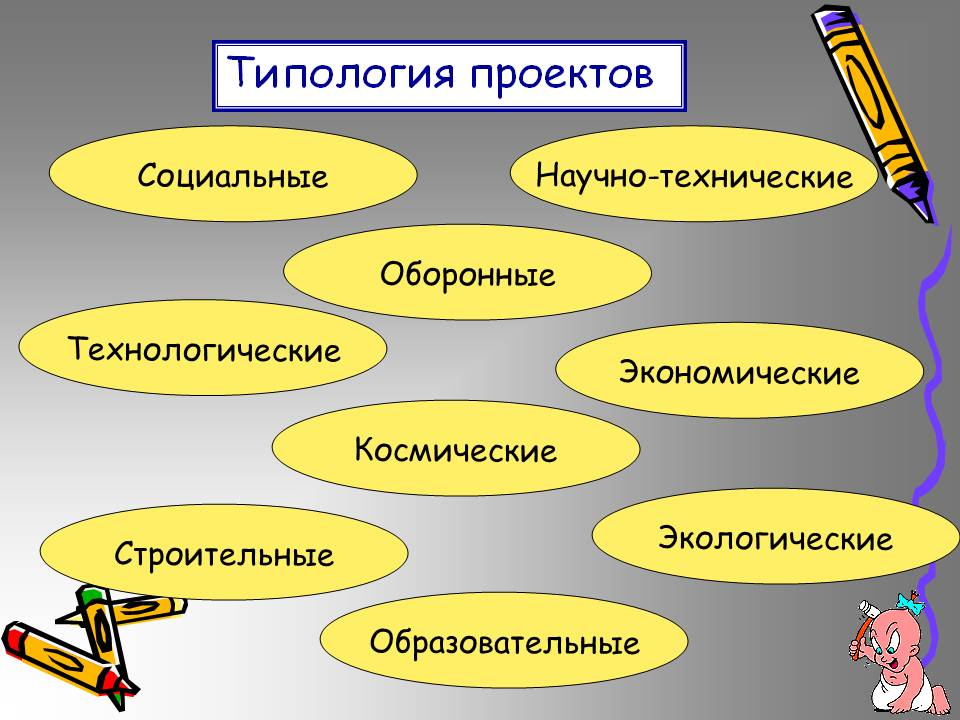 Типология проектов
Социальные
Научно-технические
Оборонные
Технологические
Экономические
Космические
Экологические
Строительные
Образовательные